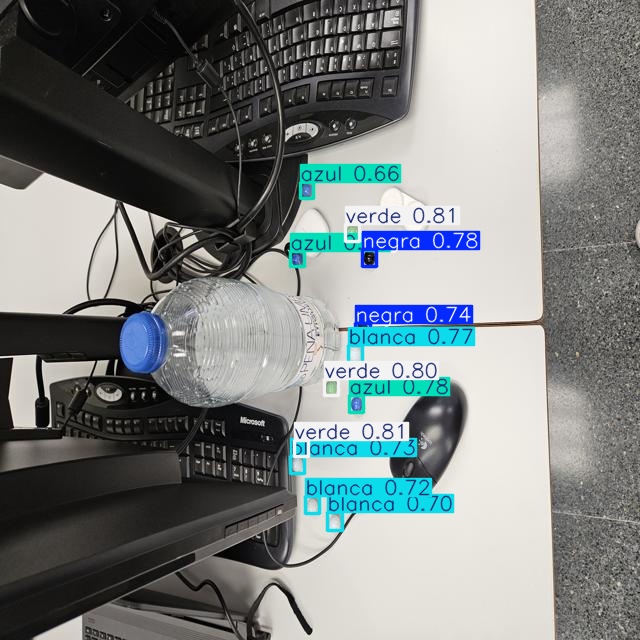 azul 0.66
verde 0.81
azul 0.
negra 0.78
negra 0.74
blanca 0.77
verde 0.80
azul 0.78
verde 0.81
blanca 0.73
blanca 0.72
blanca 0.70
Microsoft
PEÑA